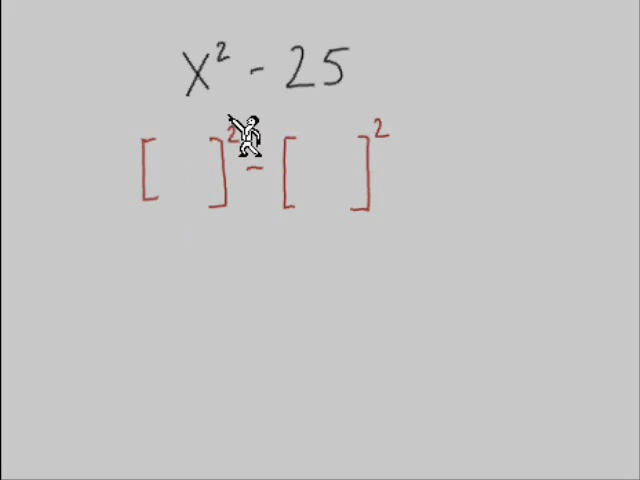 x² - 25
[ ]² - [ ]²